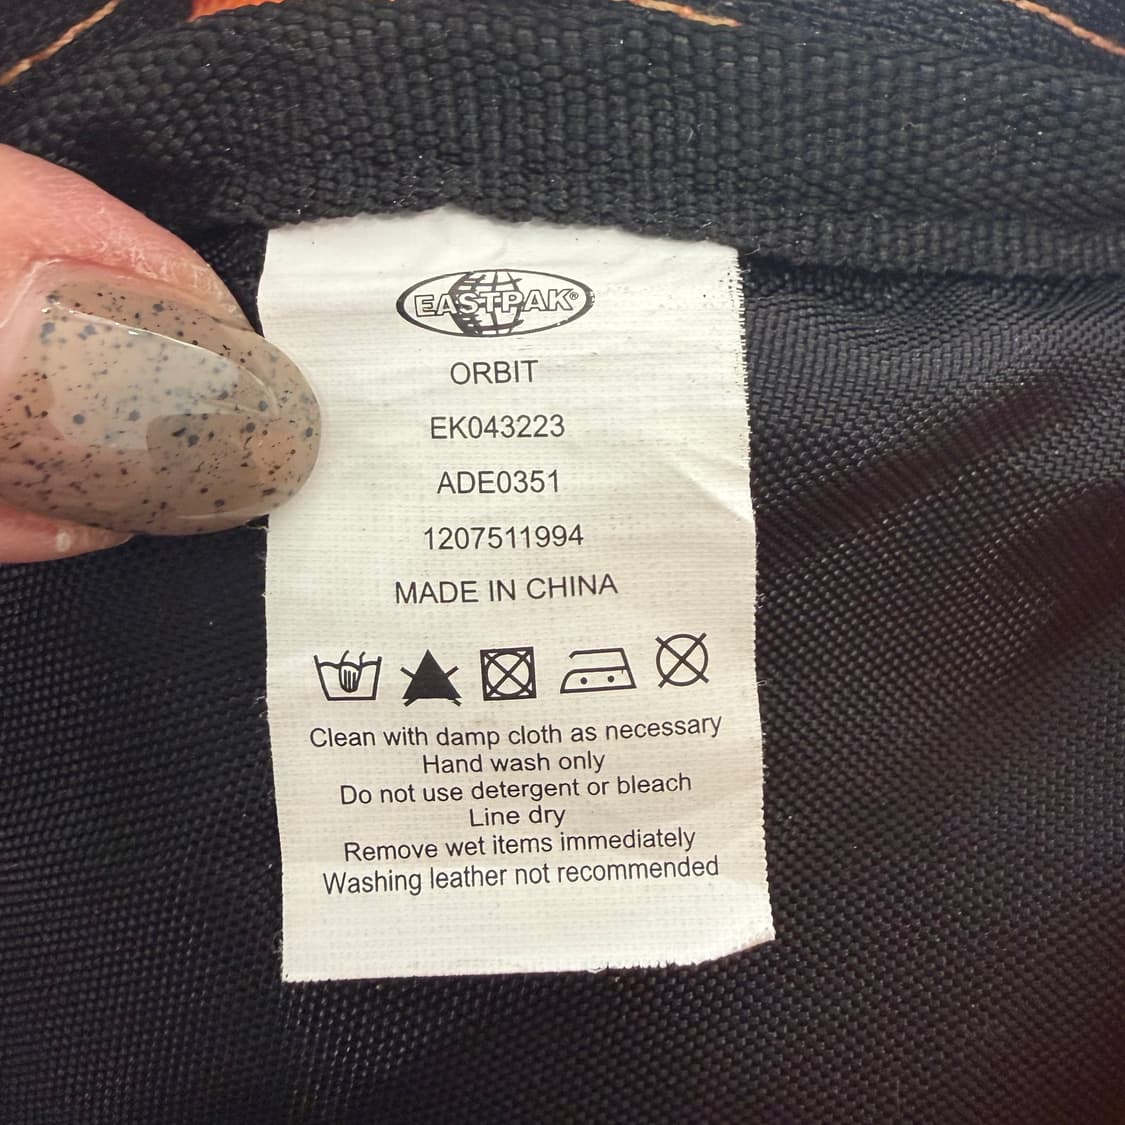 EASTPAK®
ORBIT
EK043223
ADE0351
1207511994
MADE IN CHINA
Clean with damp cloth as necessary
Hand wash only
Do not use detergent or bleach
Line dry
Remove wet items immediately
Washing leather not recommended